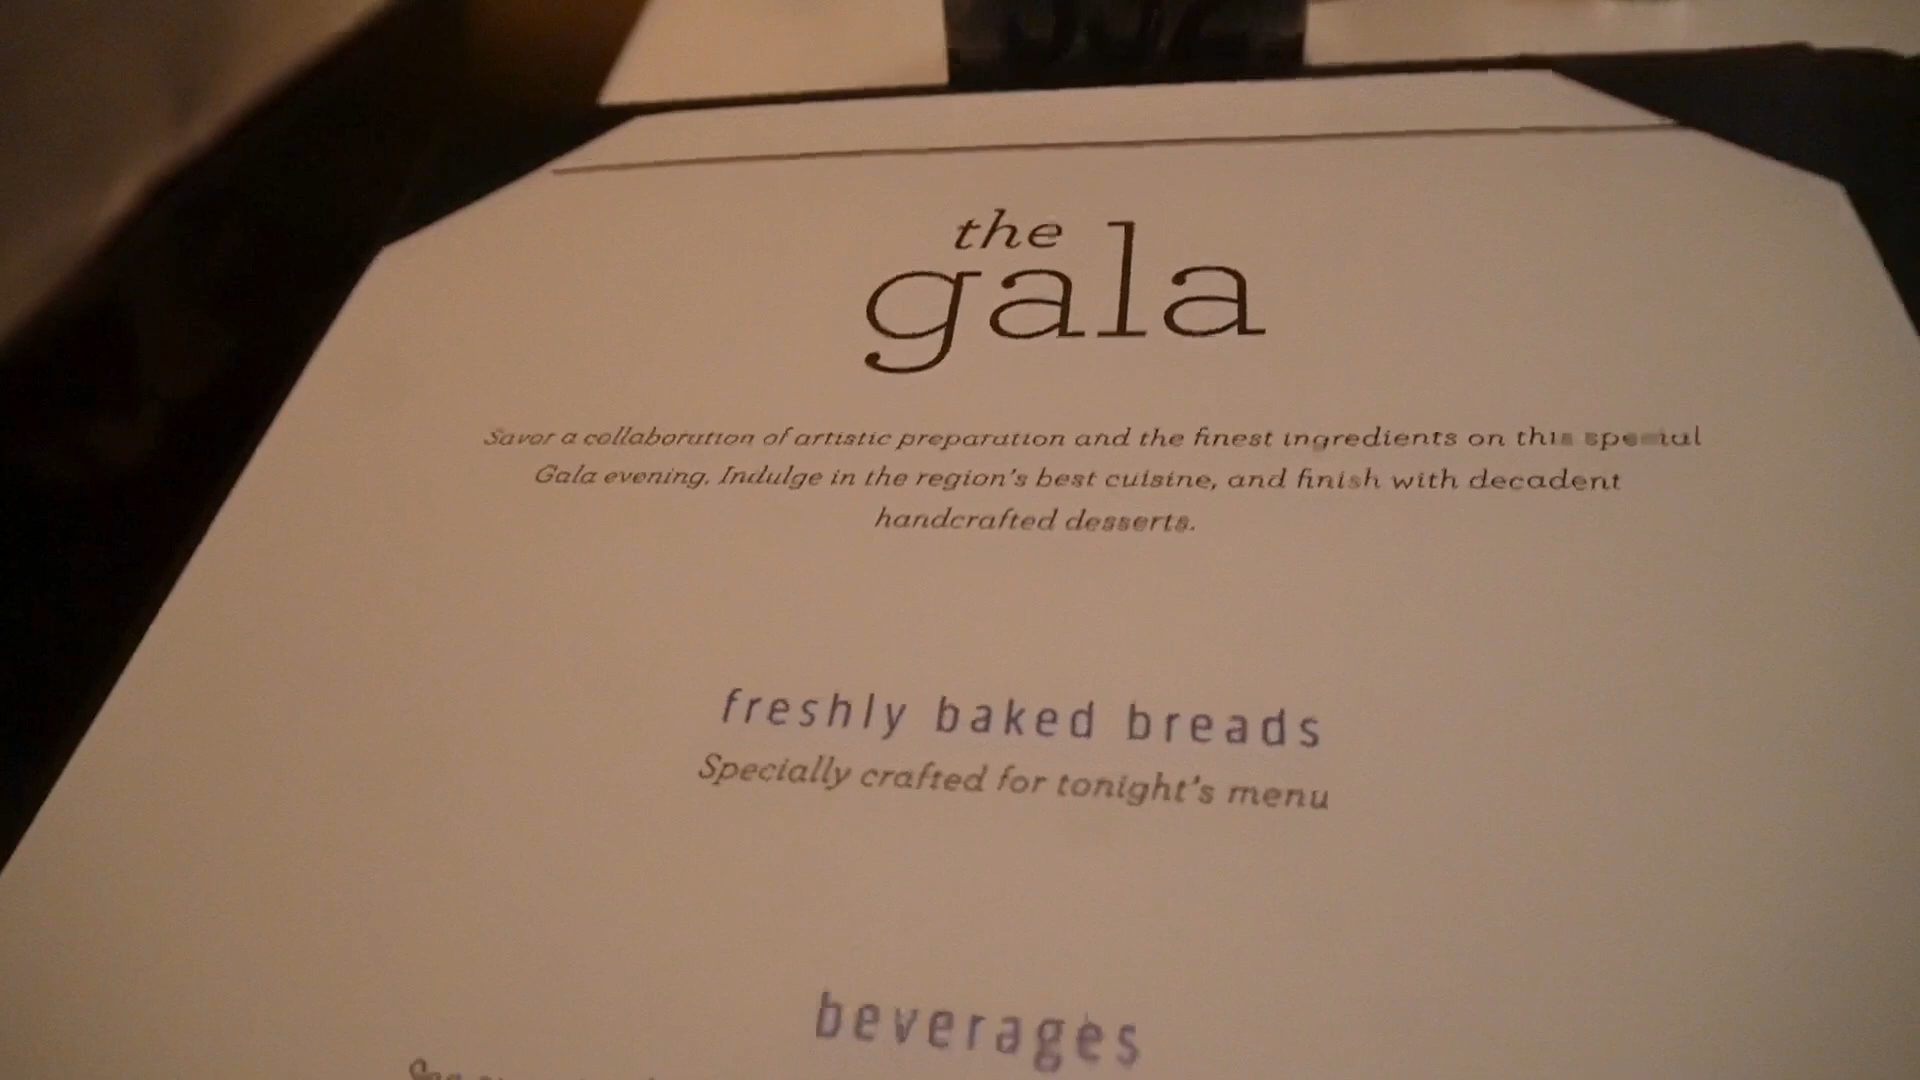 the
gala
Savor a collaboration of artistic preparation and the finest ingredients on this special
Gala evening. Indulge in the region's best cuisine, and finish with decadent
handcrafted desserts.
freshly baked breads
Specially crafted for tonight's menu
beverages